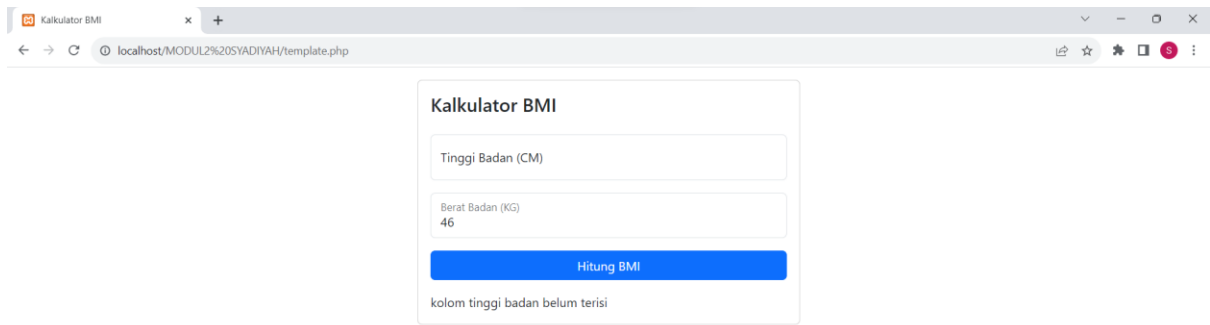 Kalkulator BMI
localhost/MODUL2%20SYADIYAH/template.php
S
Kalkulator BMI
Tinggi Badan (CM)
Berat Badan (KG)
46
Hitung BMI
kolom tinggi badan belum terisi